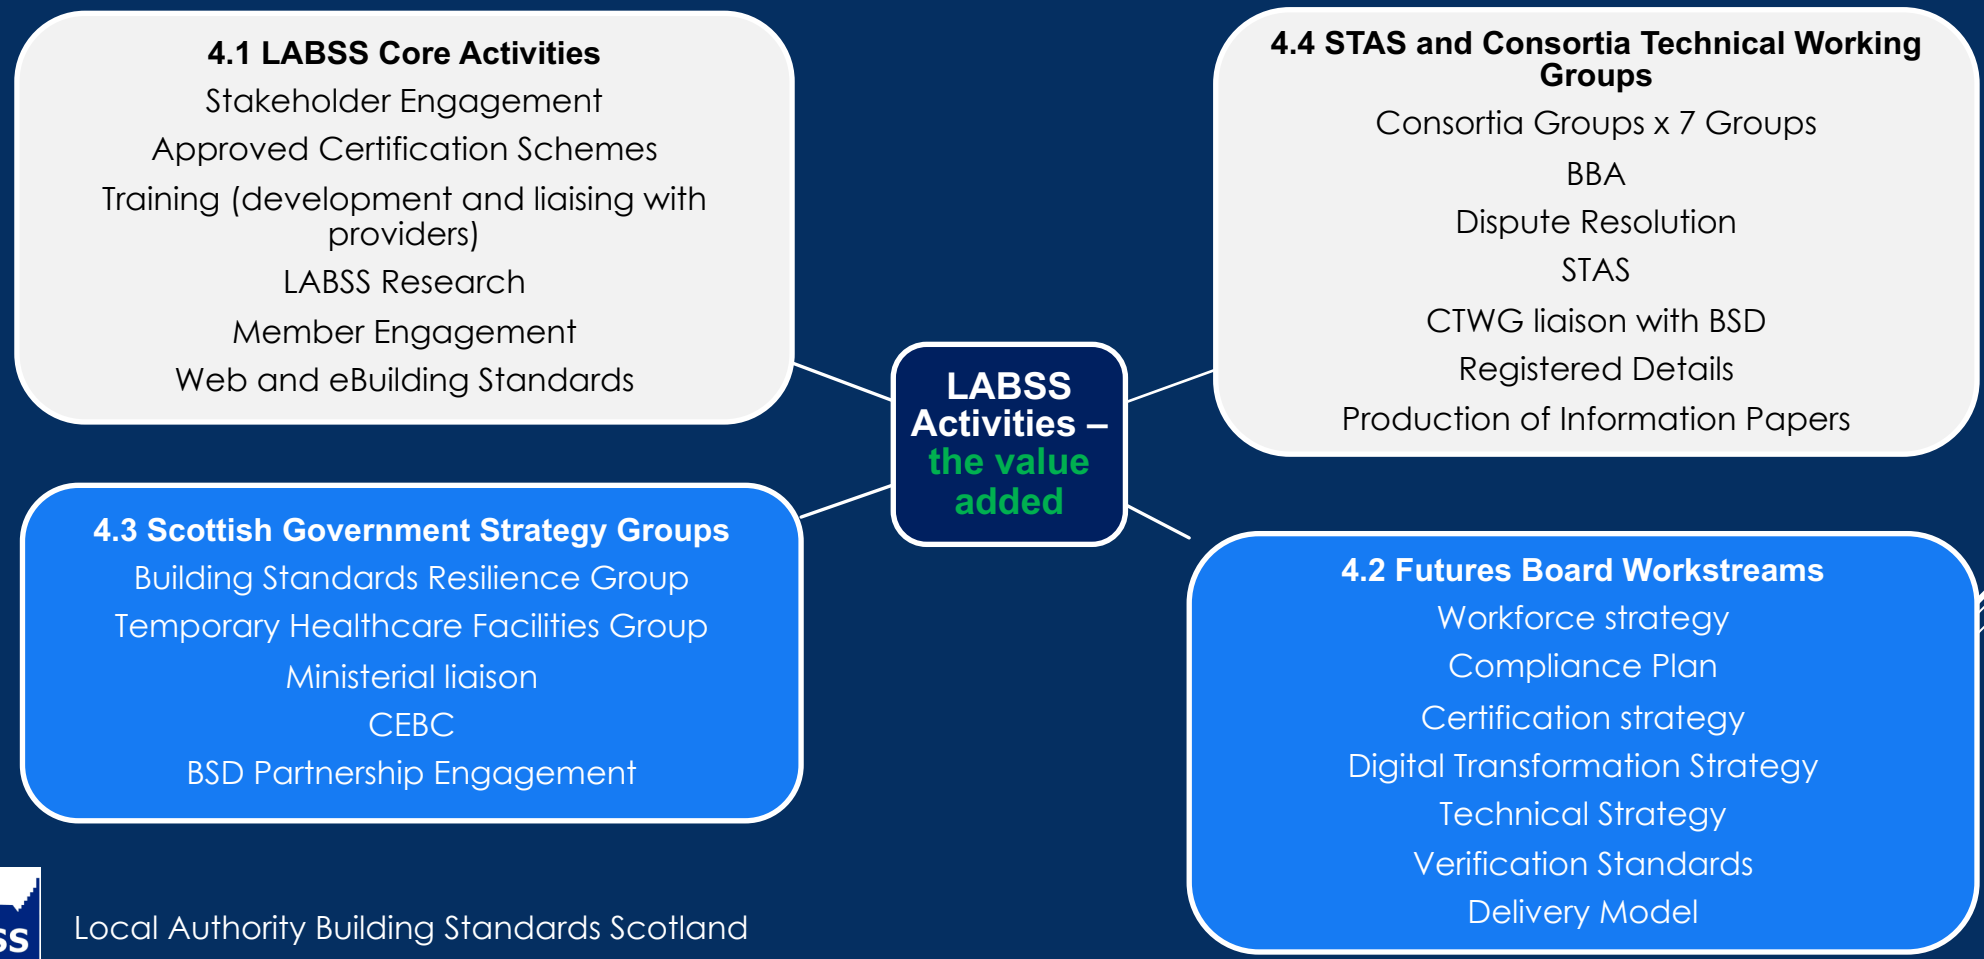 4.1 LABSS Core Activities
Stakeholder Engagement
Approved Certification Schemes
Training (development and liaising with
providers)
LABSS Research
Member Engagement
Web and eBuilding Standards
4.4 STAS and Consortia Technical Working
Groups
Consortia Groups x 7 Groups
BBA
Dispute Resolution
STAS
CTWG liaison with BSD
Registered Details
Production of Information Papers
LABSS
Activities –
the value
added
4.3 Scottish Government Strategy Groups
Building Standards Resilience Group
Temporary Healthcare Facilities Group
Ministerial liaison
CEBC
BSD Partnership Engagement
4.2 Futures Board Workstreams
Workforce strategy
Compliance Plan
Certification strategy
Digital Transformation Strategy
Technical Strategy
Verification Standards
Delivery Model
SS
Local Authority Building Standards Scotland